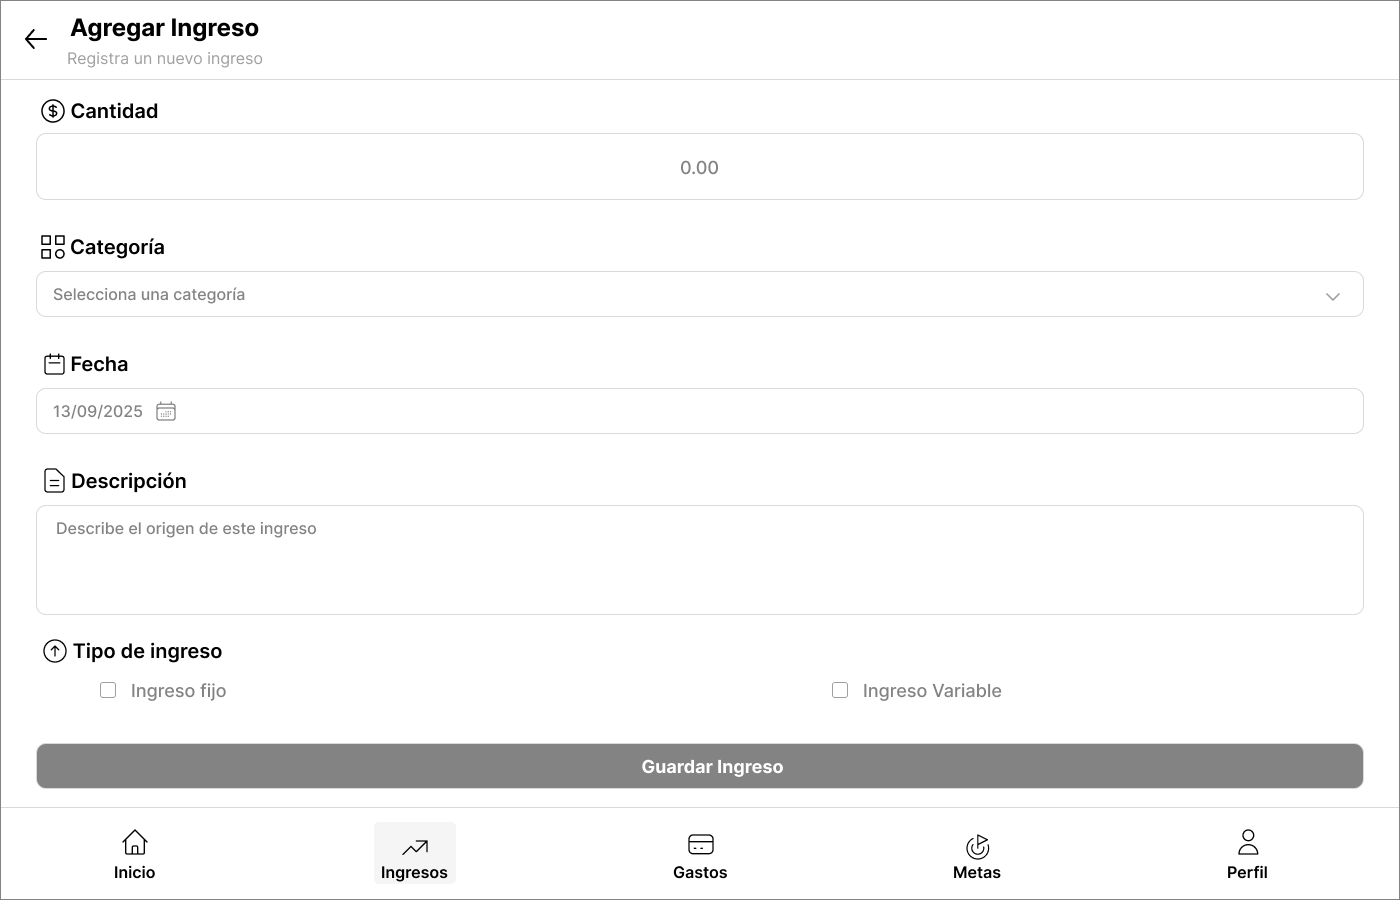 Agregar Ingreso
Registra un nuevo ingreso
$ Cantidad
0.00
Categoría
Selecciona una categoría
Fecha
13/09/2025
Descripción
Describe el origen de este ingreso
Tipo de ingreso
Ingreso fijo
Ingreso Variable
Guardar Ingreso
Inicio
Ingresos
Gastos
Metas
Perfil